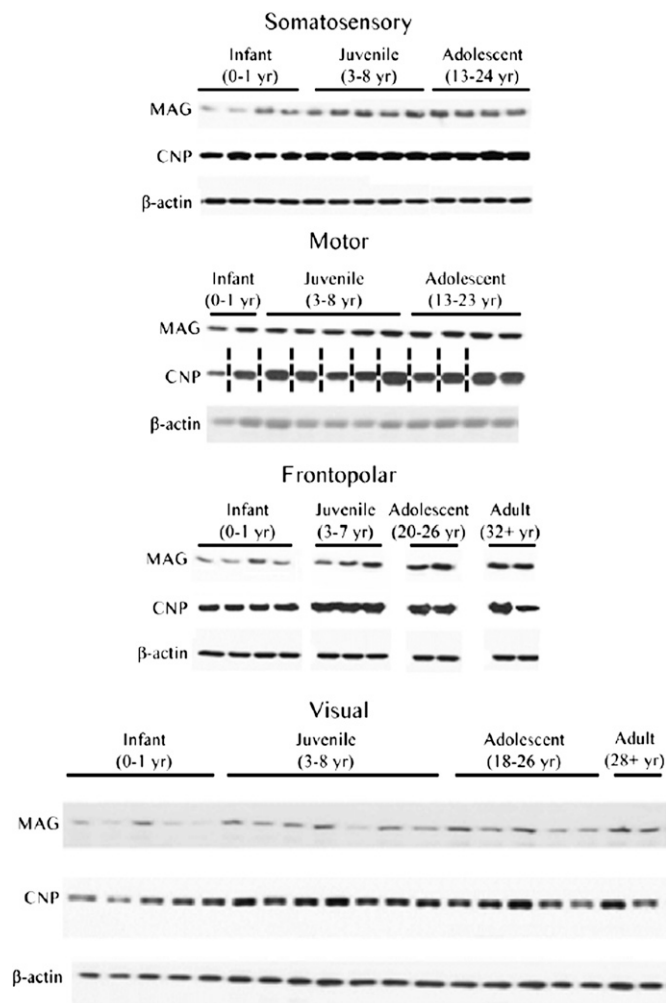 Somatosensory
Infant Juvenile Adolescent
(0-1 yr) (3-8 yr) (13-24 yr)
MAG
CNP
β-actin
Motor
Infant Juvenile Adolescent
(0-1 yr) (3-8 yr) (13-23 yr)
MAG
CNP
β-actin
Frontopolar
Infant Juvenile Adolescent Adult
(0-1 yr) (3-7 yr) (20-26 yr) (32+ yr)
MAG
CNP
β-actin
Visual
Infant Juvenile Adolescent Adult
(0-1 yr) (3-8 yr) (18-26 yr) (28+ yr)
MAG
CNP
β-actin